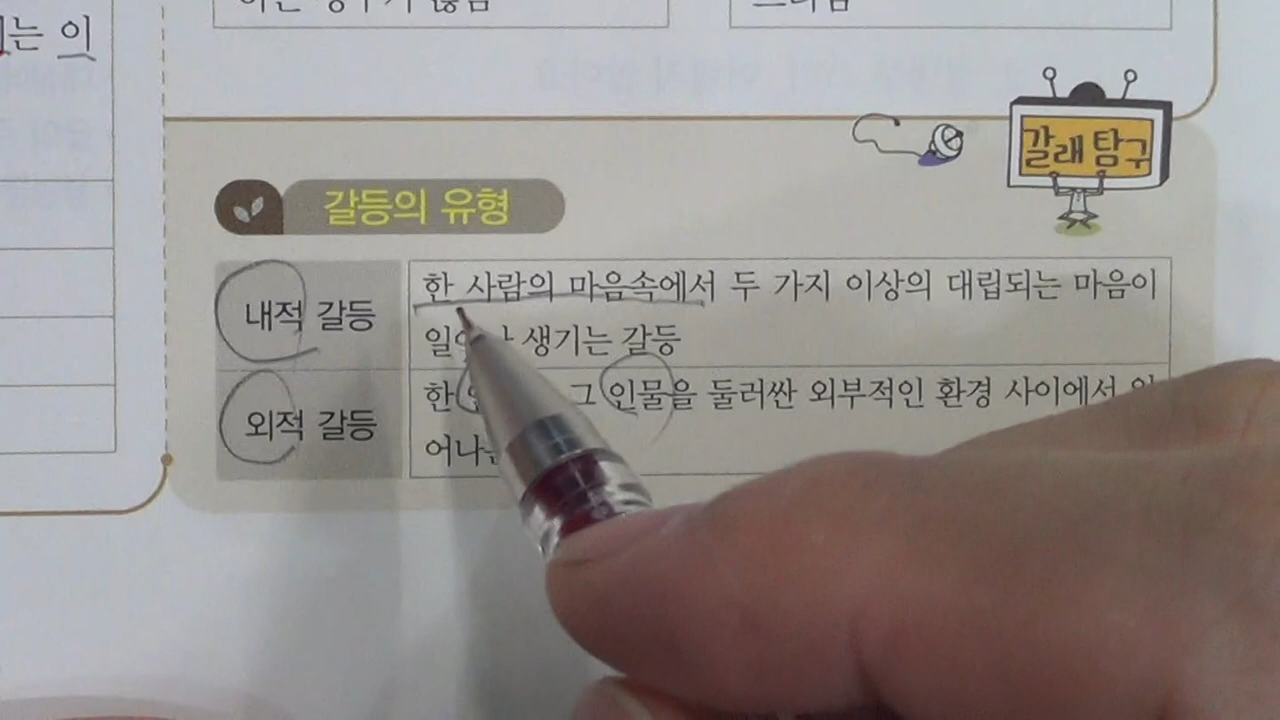 는 이
갈래 탐구
갈등의 유형
내적 갈등
한 사람의 마음속에서 두 가지 이상의 대립되는 마음이
생기는 갈등
외적 갈등
한 그 인물을 둘러싼 외부적인 환경 사이에서